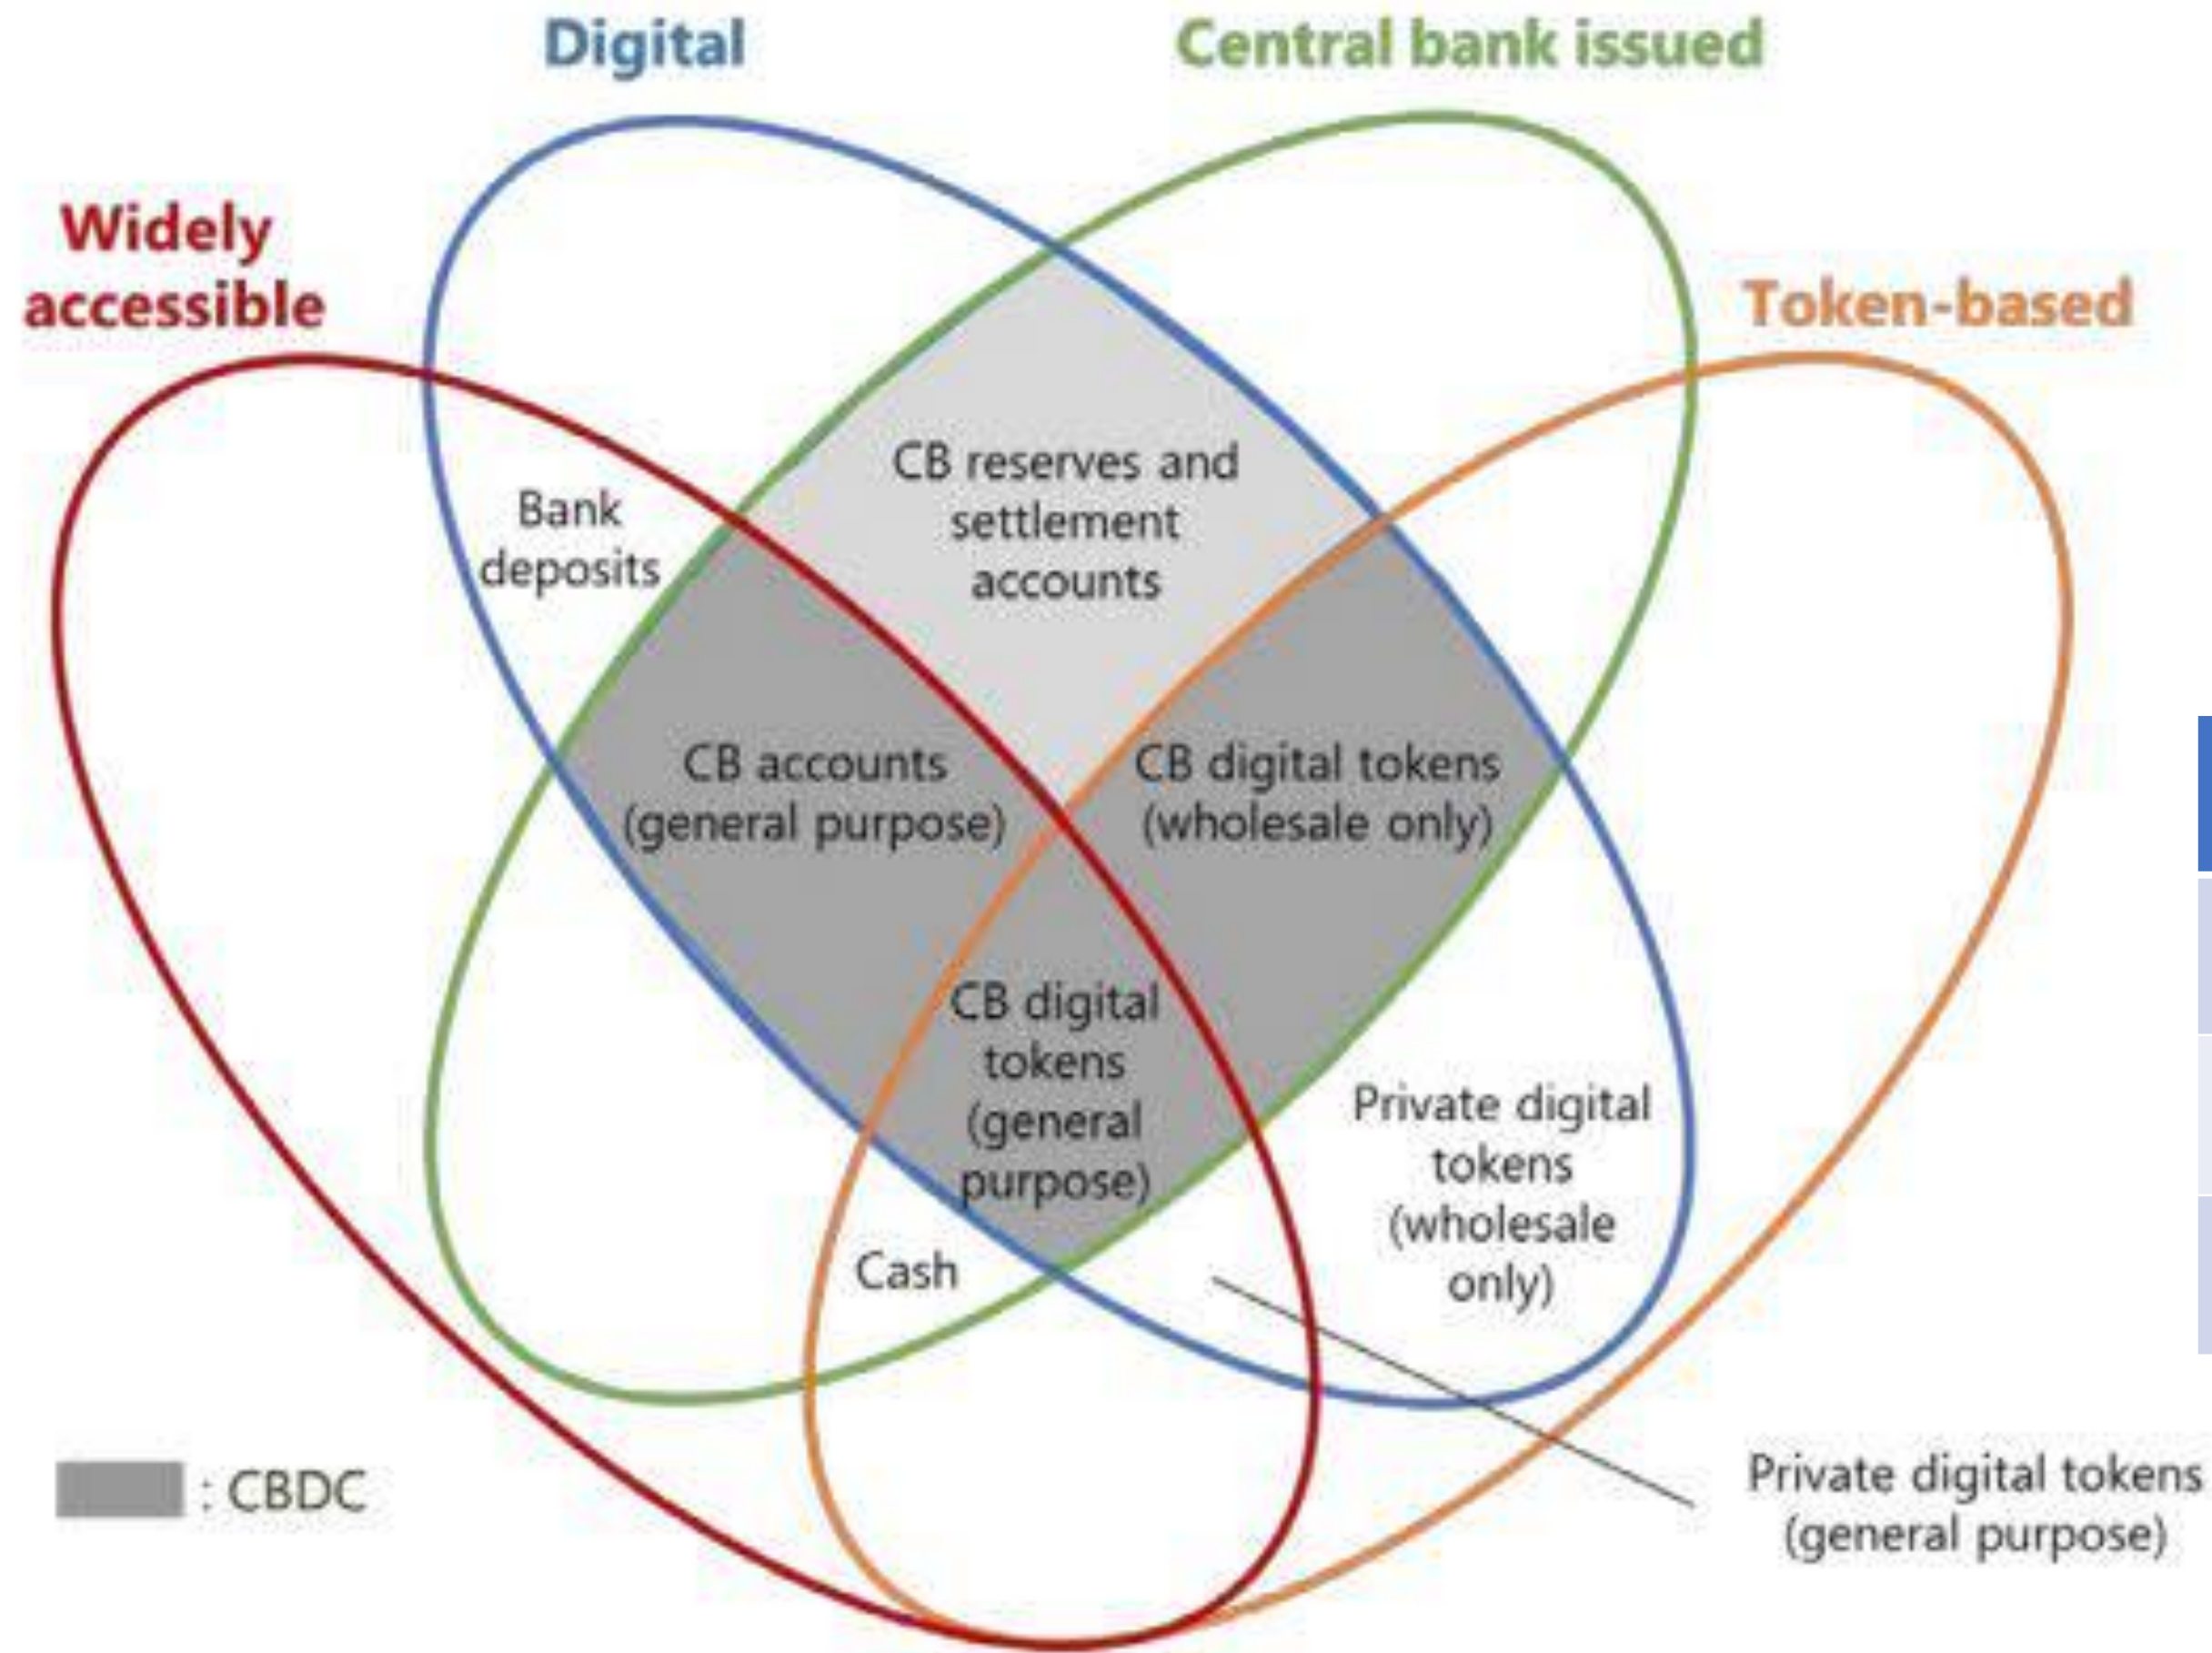 Digital
Central bank issued
Widely
accessible
Token-based
CB reserves and
settlement
accounts
Bank
deposits
CB accounts
(general purpose)
CB digital tokens
(wholesale only)
CB digital
tokens
(general
purpose)
Private digital
tokens
(wholesale
only)
Cash
: CBDC
Private digital tokens
(general purpose)